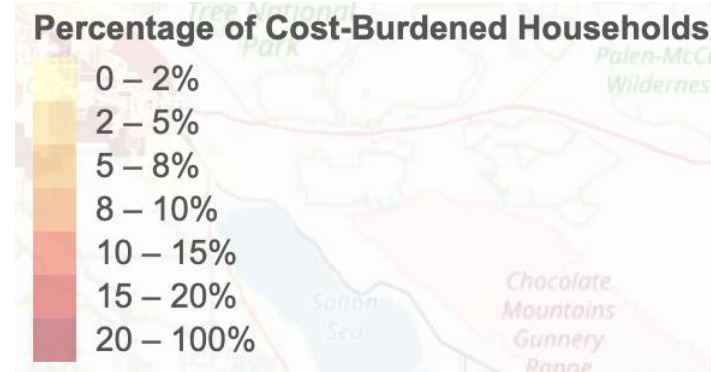 Tree National
Park
Percentage of Cost-Burdened Households
0 – 2%
2 – 5%
5 – 8%
8 – 10%
10 – 15%
15 – 20%
20 – 100%
Palen-McC
Wildernes
Salton
Sea
Chocolate
Mountains
Gunnery
Range